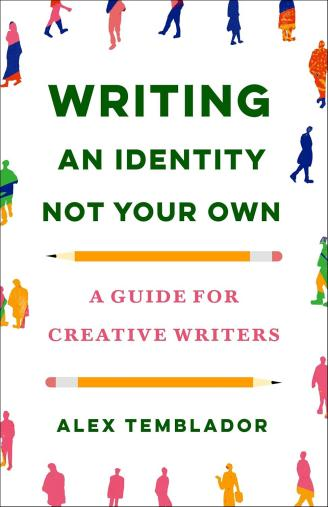 WRITING
AN IDENTITY
NOT YOUR OWN
A GUIDE FOR
CREATIVE WRITERS
ALEX TEMBLADOR